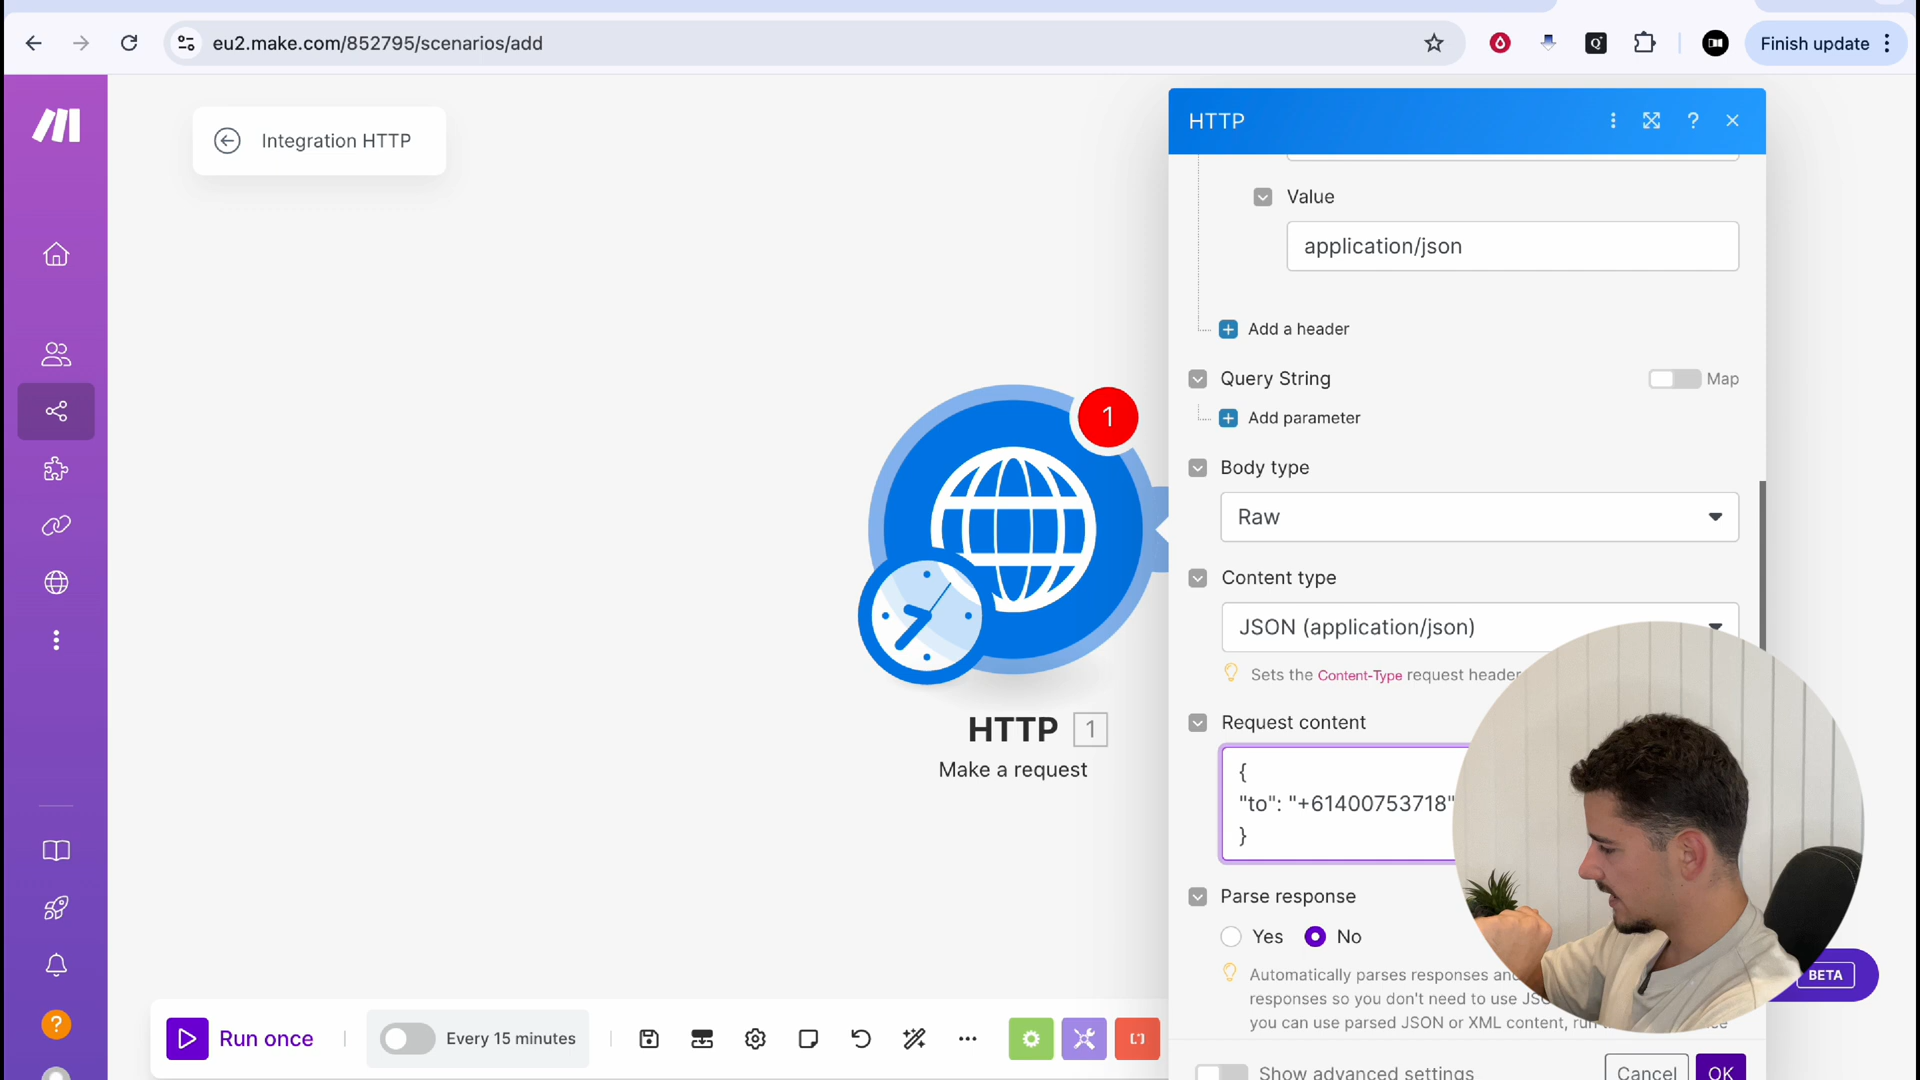 eu2.make.com/852795/scenarios/add
Finish update
Integration HTTP
HTTP
?
Value
application/json
Add a header
Query String
Map
Add parameter
Body type
Raw
Content type
JSON (application/json)
Sets the Content-Type request header
Request content
{
"to": "+61400753718"
}
Parse response
Yes
No
Automatically parses responses and
responses so you don't need to use
you can use parsed JSON or XML content,
Show advanced settings
Cancel
OK
BETA
1
HTTP 1
Make a request
Run once
Every 15 minutes
?